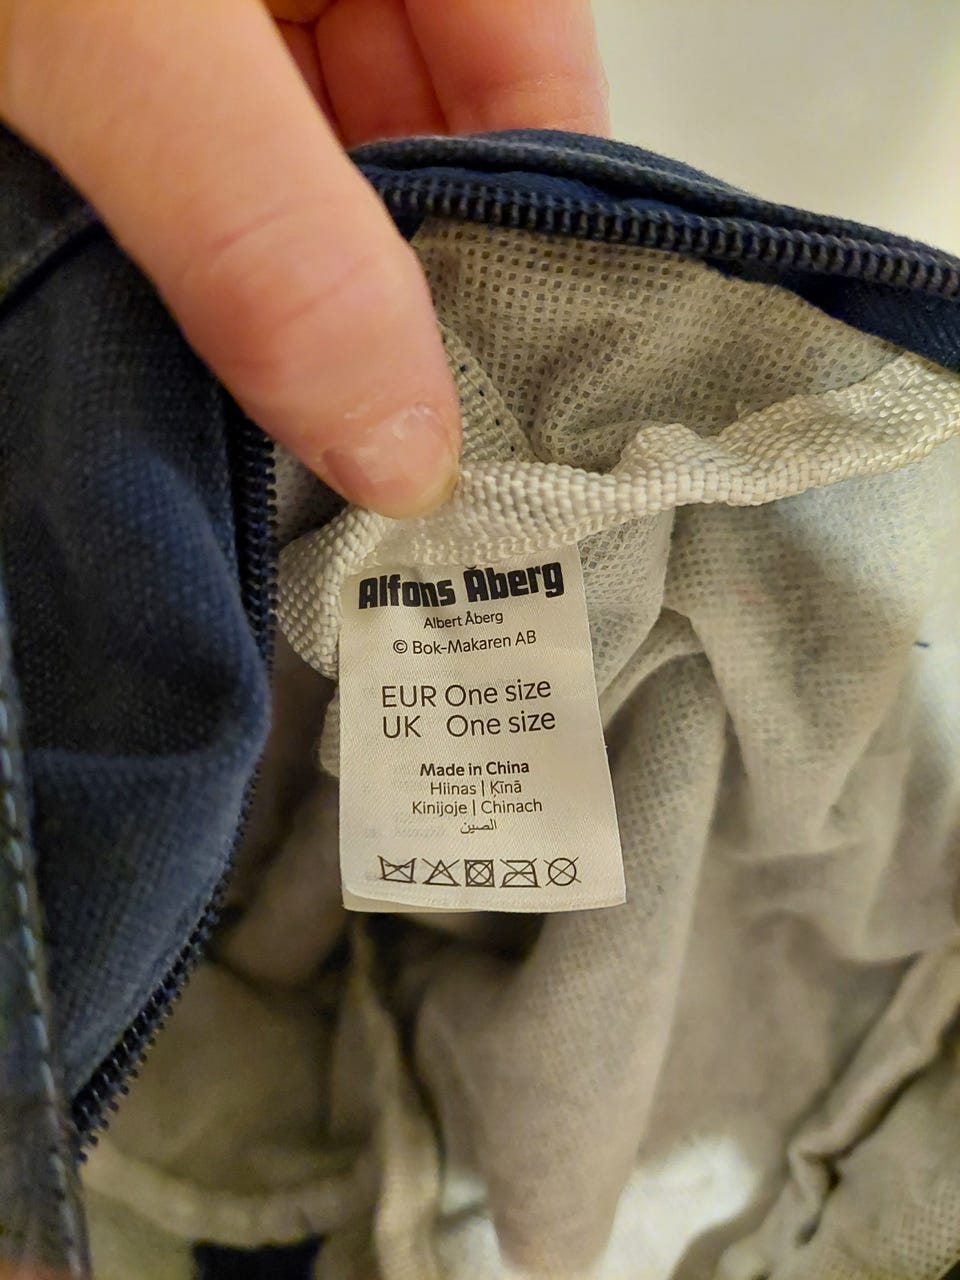 Alfons Åberg
Albert Åberg
© Bok-Makaren AB
EUR One size
UK One size
Made in China
Hiinas | Ķīnā
Kinijoje | Chinach
الصين